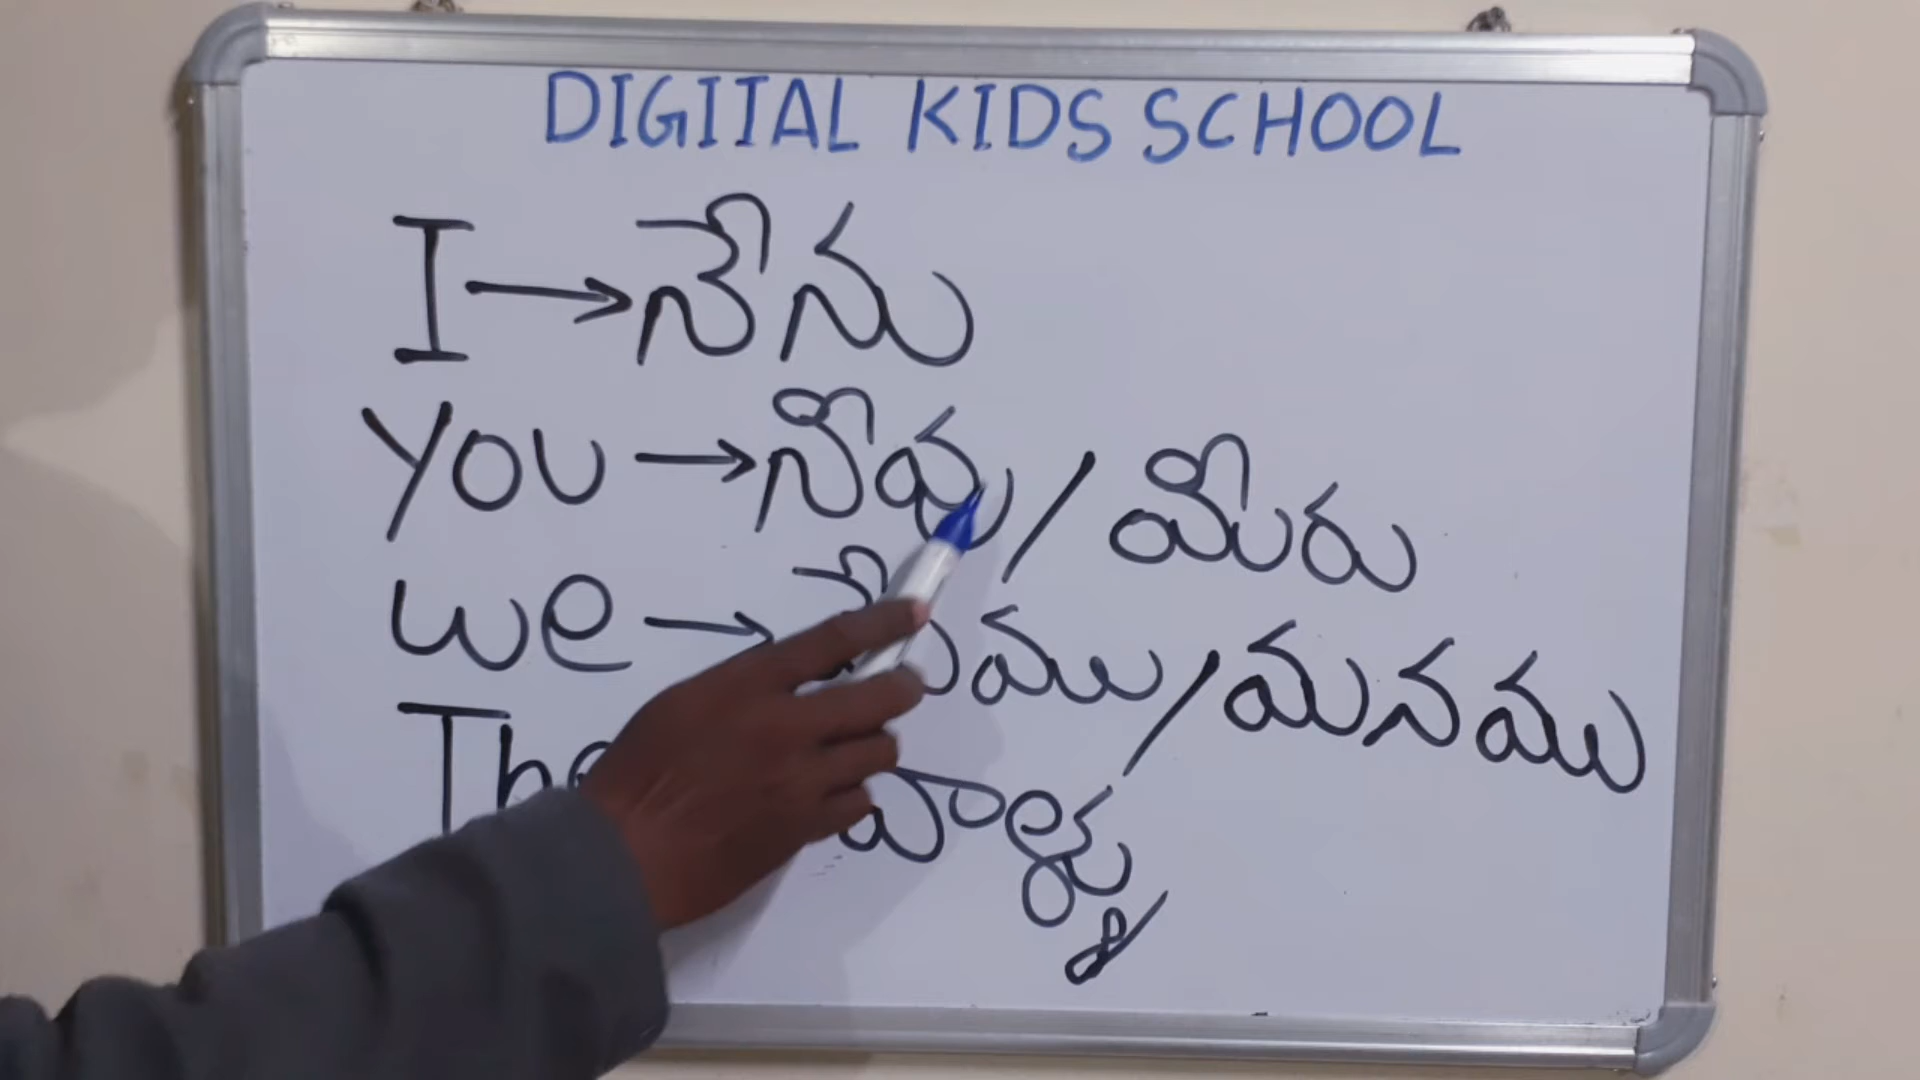 DIGITAL KIDS SCHOOL
I → నేను
you → నీవు / మీరు
we → మేము / మనము
వాళ్ళు